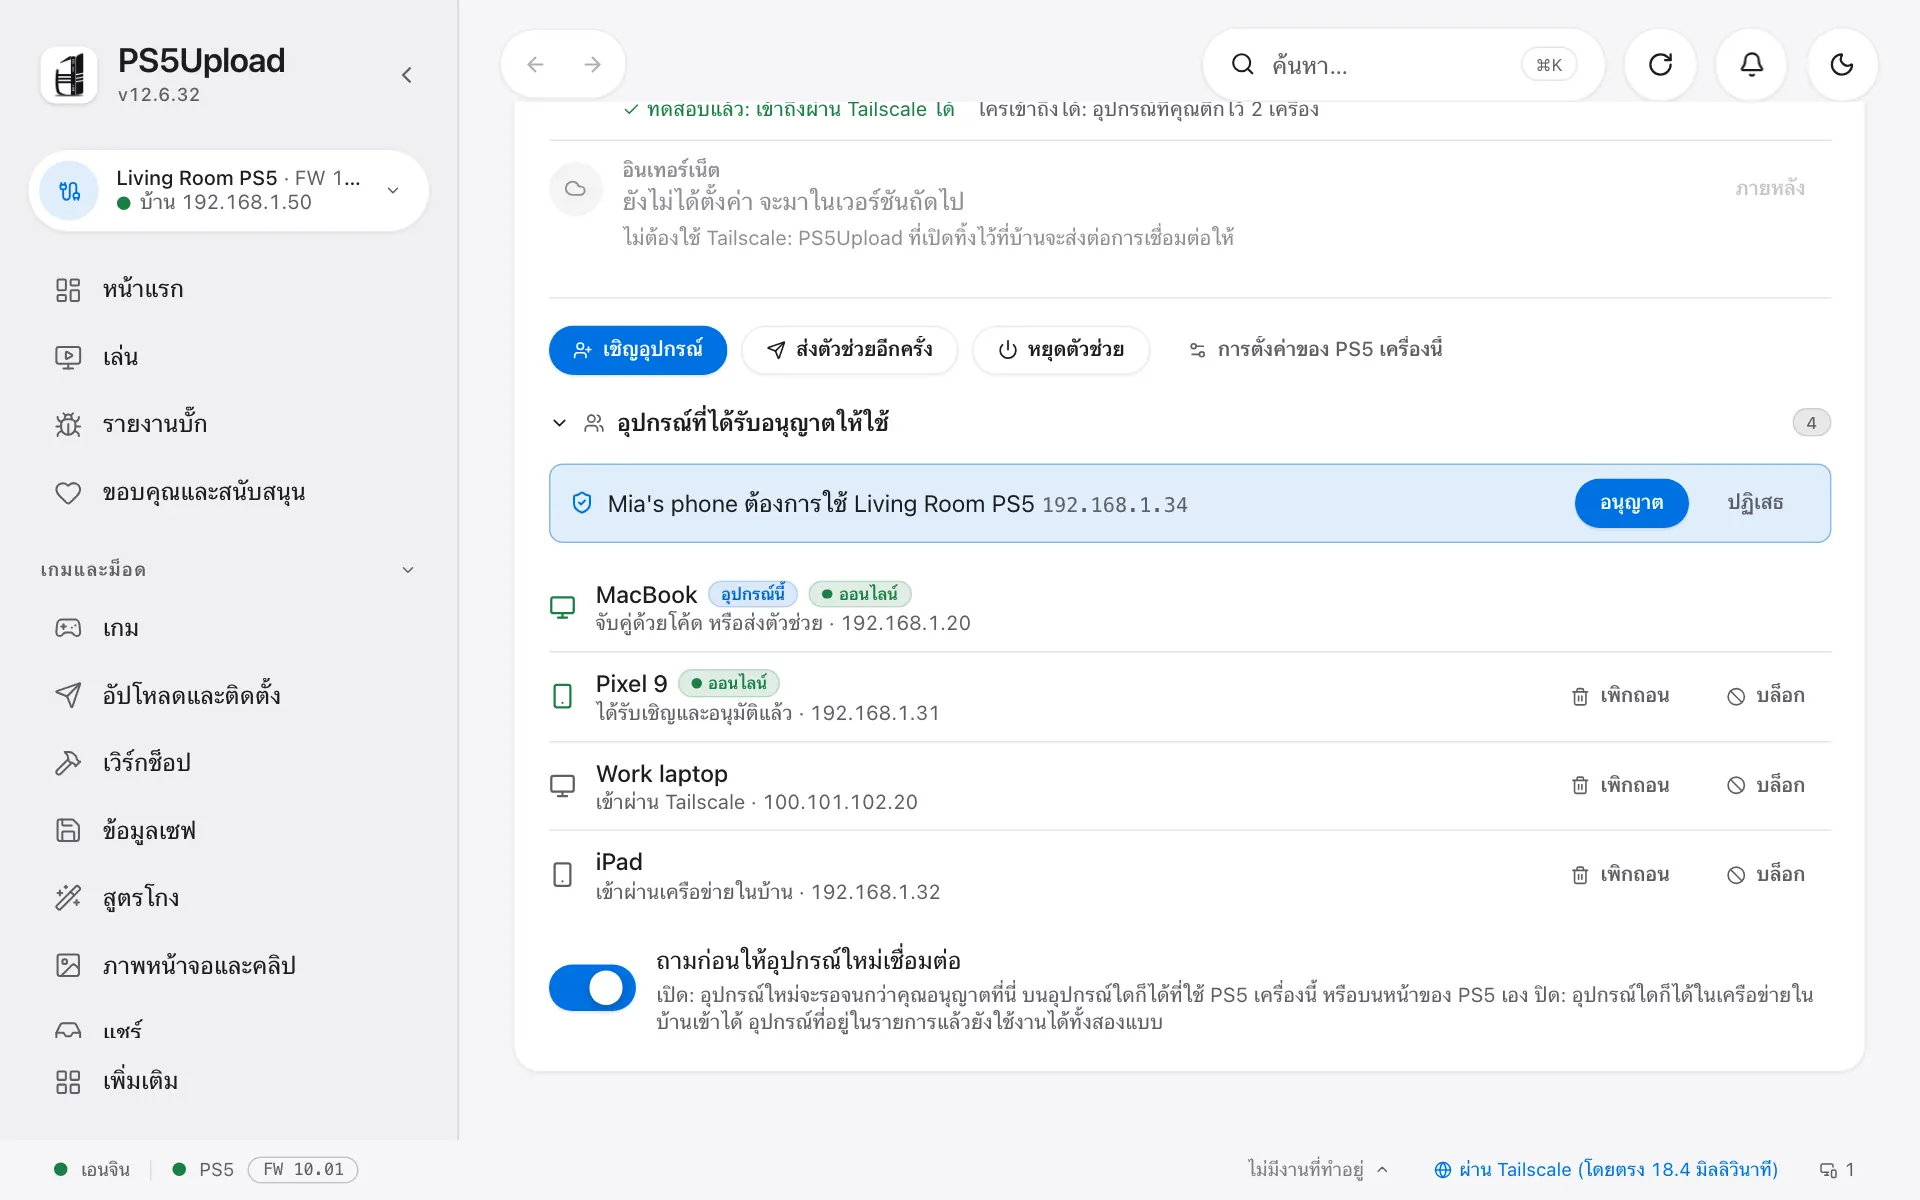 PS5Upload
v12.6.32
Living Room PS5 · FW 1...
บ้าน 192.168.1.50
หน้าแรก
เล่น
รายงานบั๊ก
ขอบคุณและสนับสนุน
เกมและม็อด
เกม
อัปโหลดและติดตั้ง
เวิร์กช็อป
ข้อมูลเซฟ
สูตรโกง
ภาพหน้าจอและคลิป
แชร์
เพิ่มเติม
ค้นหา...
⌘K
ทดสอบแล้ว: เข้าถึงผ่าน Tailscale ได้ ใครเข้าถึงได้: อุปกรณ์ที่คุณติ๊กไว้ 2 เครื่อง
อินเทอร์เน็ต
ยังไม่ได้ตั้งค่า จะมาในเวอร์ชันถัดไป
ไม่ต้องใช้ Tailscale: PS5Upload ที่เปิดทิ้งไว้ที่บ้านจะส่งต่อการเชื่อมต่อให้
ภายหลัง
เชิญอุปกรณ์
ส่งตัวช่วยอีกครั้ง
หยุดตัวช่วย
การตั้งค่าของ PS5 เครื่องนี้
อุปกรณ์ที่ได้รับอนุญาตให้ใช้
4
Mia's phone ต้องการใช้ Living Room PS5 192.168.1.34
อนุญาต
ปฏิเสธ
MacBook อุปกรณ์นี้ ออนไลน์
จับคู่ด้วยโค้ด หรือส่งตัวช่วย · 192.168.1.20
Pixel 9 ออนไลน์
ได้รับเชิญและอนุมัติแล้ว · 192.168.1.31
เพิกถอน
บล็อก
Work laptop
เข้าผ่าน Tailscale · 100.101.102.20
เพิกถอน
บล็อก
iPad
เข้าผ่านเครือข่ายในบ้าน · 192.168.1.32
เพิกถอน
บล็อก
ถามก่อนให้อุปกรณ์ใหม่เชื่อมต่อ
เปิด: อุปกรณ์ใหม่จะรอจนกว่าคุณอนุญาตที่นี่ บนอุปกรณ์ใดก็ได้ที่ใช้ PS5 เครื่องนี้ หรือบนหน้าของ PS5 เอง ปิด: อุปกรณ์ใดก็ได้ในเครือข่ายใน
บ้านเข้าได้ อุปกรณ์ที่อยู่ในรายการแล้วยังใช้งานได้ทั้งสองแบบ
เอนจิน
PS5
FW 10.01
ไม่มีงานที่ทำอยู่
ผ่าน Tailscale (โดยตรง 18.4 มิลลิวินาที)
1